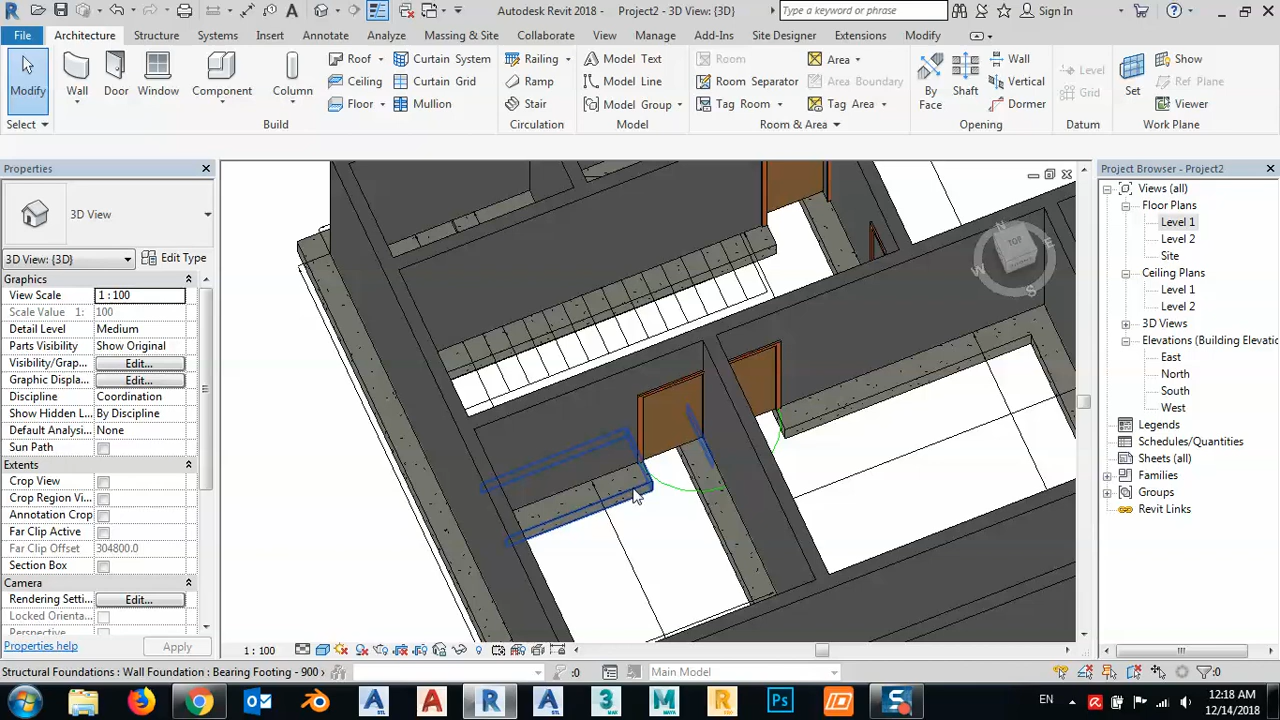 Autodesk Revit 2018 - Project2 - 3D View: {3D}
Type a keyword or phrase
Sign In
File Architecture Structure Systems Insert Annotate Analyze Massing & Site Collaborate View Manage Add-Ins Site Designer Extensions Modify
Modify
Select
Wall
Door
Window
Component
Column
Roof
Ceiling
Floor
Curtain System
Curtain Grid
Mullion
Build
Railing
Ramp
Stair
Circulation
Model Text
Model Line
Model Group
Model
Room
Room Separator
Tag Room
Area
Area Boundary
Tag Area
Room & Area
By
Face
Shaft
Wall
Vertical
Dormer
Opening
Level
Grid
Datum
Set
Show
Ref Plane
Viewer
Work Plane
Properties
3D View
3D View: {3D}
Edit Type
Graphics
View Scale 1 : 100
Scale Value 1: 100
Detail Level Medium
Parts Visibility Show Original
Visibility/Grap... Edit...
Graphic Displa... Edit...
Discipline Coordination
Show Hidden L... By Discipline
Default Analysi... None
Sun Path
Extents
Crop View
Crop Region Vi...
Annotation Crop
Far Clip Active
Far Clip Offset 304800.0
Section Box
Camera
Rendering Setti... Edit...
Locked Orienta...
Perspective
Properties help
Apply
TOP
N
E
S
W
Project Browser - Project2
Views (all)
Floor Plans
Level 1
Level 2
Site
Ceiling Plans
Level 1
Level 2
3D Views
Elevations (Building Elevatio
East
North
South
West
Legends
Schedules/Quantities
Sheets (all)
Families
Groups
Revit Links
1 : 100
Structural Foundations : Wall Foundation : Bearing Footing - 900
:0
Main Model
:0
EN
12:18 AM
12/14/2018